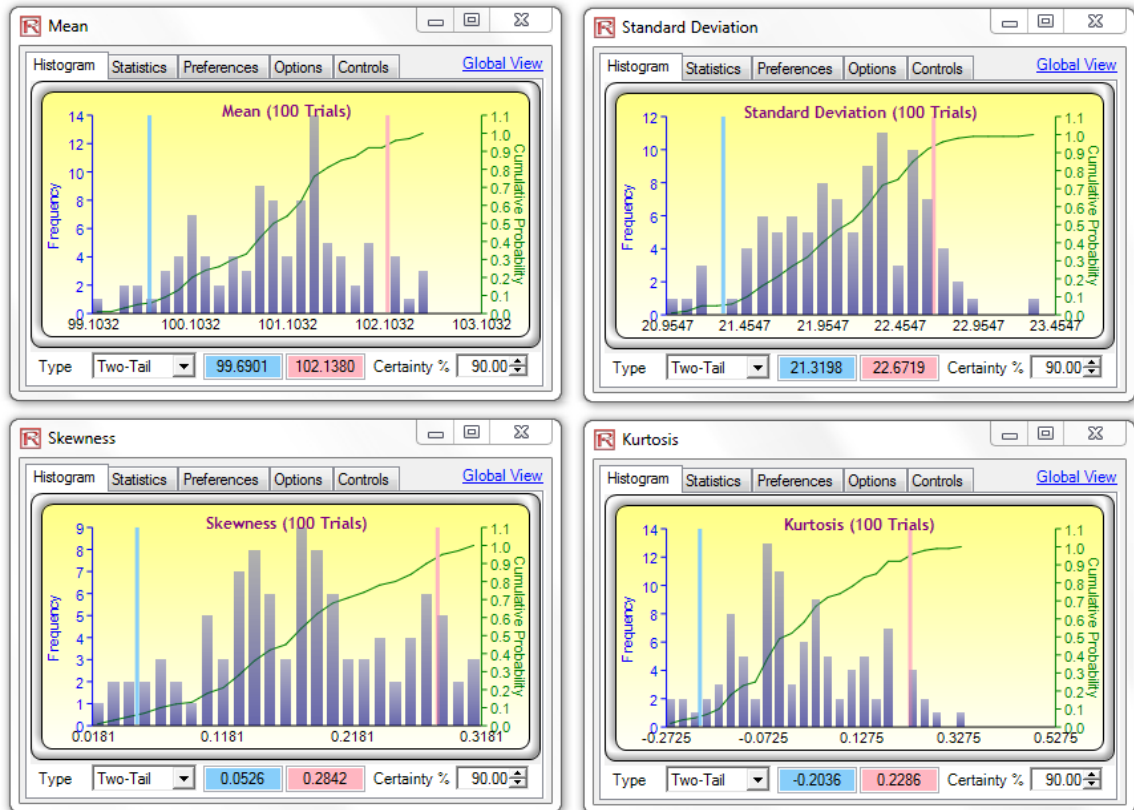 Mean
Histogram Statistics Preferences Options Controls Global View
Mean (100 Trials)
14
12
10
8
6
4
2
0
Frequency
1.1
1.0
0.9
0.8
0.7
0.6
0.5
0.4
0.3
0.2
0.1
0.0
Cumulative Probability
99.1032 100.1032 101.1032 102.1032 103.1032
Type Two-Tail 99.6901 102.1380 Certainty % 90.00
Standard Deviation
Histogram Statistics Preferences Options Controls Global View
Standard Deviation (100 Trials)
12
10
8
6
4
2
0
Frequency
1.1
1.0
0.9
0.8
0.7
0.6
0.5
0.4
0.3
0.2
0.1
0.0
Cumulative Probability
20.9547 21.4547 21.9547 22.4547 22.9547 23.4547
Type Two-Tail 21.3198 22.6719 Certainty % 90.00
Skewness
Histogram Statistics Preferences Options Controls Global View
Skewness (100 Trials)
9
8
7
6
5
4
3
2
1
0
Frequency
1.1
1.0
0.9
0.8
0.7
0.6
0.5
0.4
0.3
0.2
0.1
0.0
Cumulative Probability
0.0181 0.1181 0.2181 0.3181
Type Two-Tail 0.0526 0.2842 Certainty % 90.00
Kurtosis
Histogram Statistics Preferences Options Controls Global View
Kurtosis (100 Trials)
14
12
10
8
6
4
2
0
Frequency
1.1
1.0
0.9
0.8
0.7
0.6
0.5
0.4
0.3
0.2
0.1
0.0
Cumulative Probability
-0.2725 -0.0725 0.1275 0.3275 0.5275
Type Two-Tail -0.2036 0.2286 Certainty % 90.00